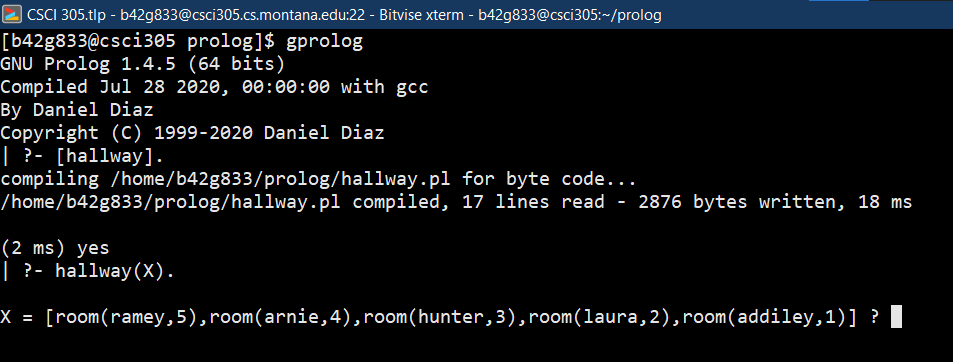 CSCI 305.tlp - b42g833@csci305.cs.montana.edu:22 - Bitvise xterm - b42g833@csci305:~/prolog
[b42g833@csci305 prolog]$ gprolog
GNU Prolog 1.4.5 (64 bits)
Compiled Jul 28 2020, 00:00:00 with gcc
By Daniel Diaz
Copyright (C) 1999-2020 Daniel Diaz
| ?- [hallway].
compiling /home/b42g833/prolog/hallway.pl for byte code...
/home/b42g833/prolog/hallway.pl compiled, 17 lines read - 2876 bytes written, 18 ms
(2 ms) yes
| ?- hallway(X).
X = [room(ramey,5),room(arnie,4),room(hunter,3),room(laura,2),room(addiley,1)] ?